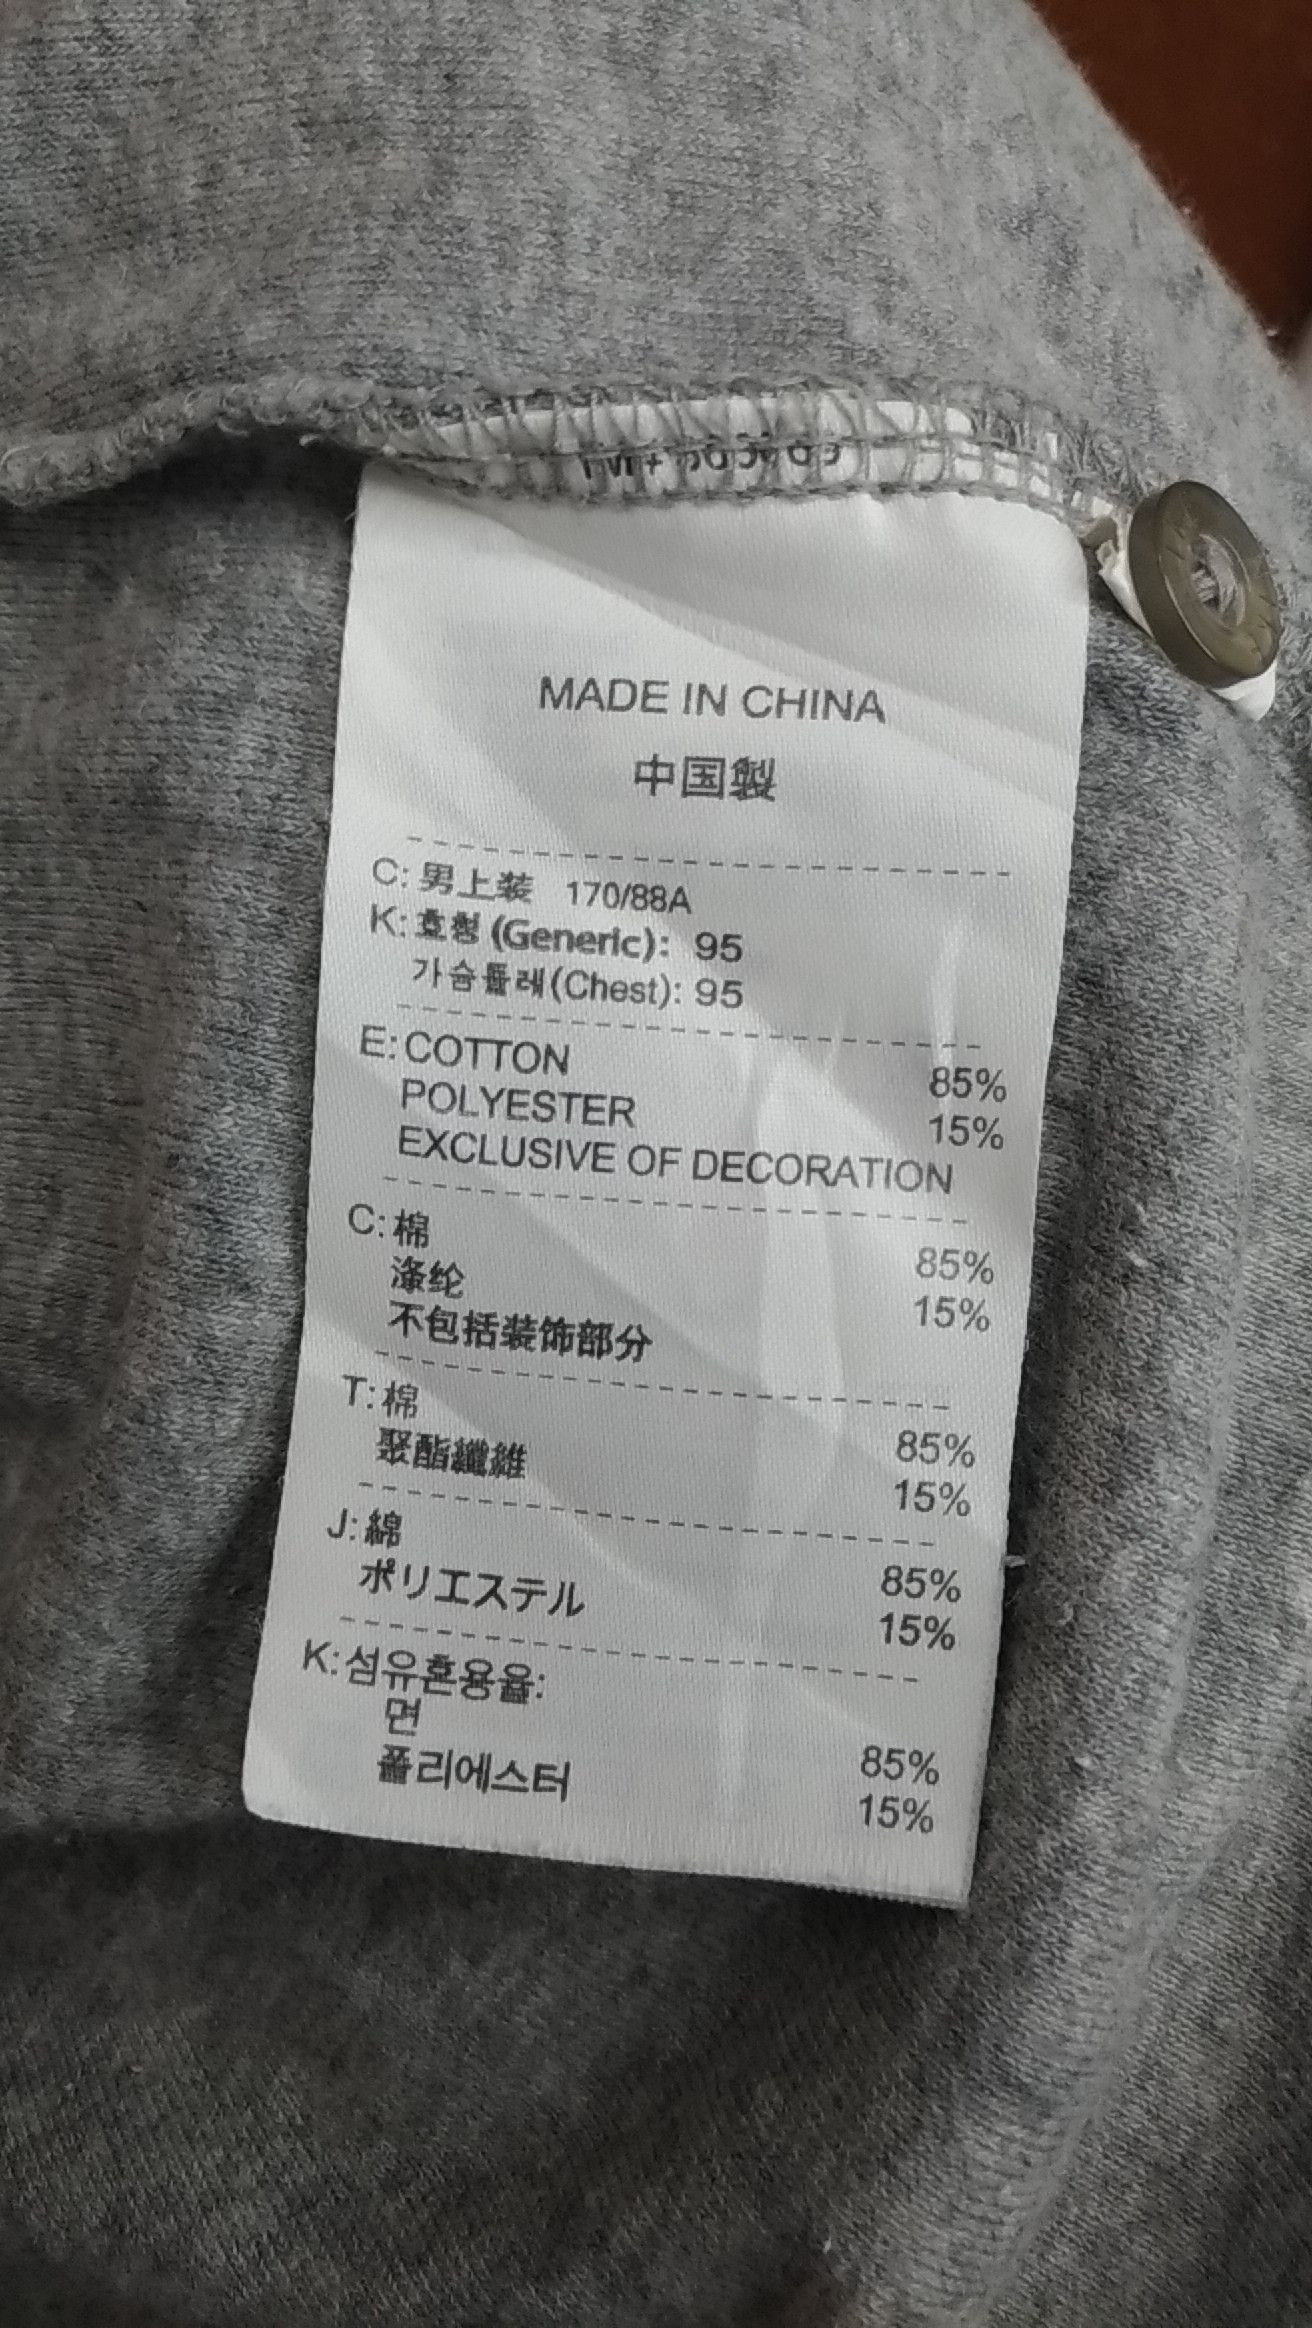 MADE IN CHINA
中国製
C: 男上装 170/88A
K: 호칭 (Generic): 95
가슴둘레(Chest): 95
E: COTTON 85%
POLYESTER 15%
EXCLUSIVE OF DECORATION
C: 棉 85%
涤纶 15%
不包括装饰部分
T: 棉 85%
聚酯纖維 15%
J: 綿 85%
ポリエステル 15%
K: 섬유혼용율:
면 85%
폴리에스터 15%